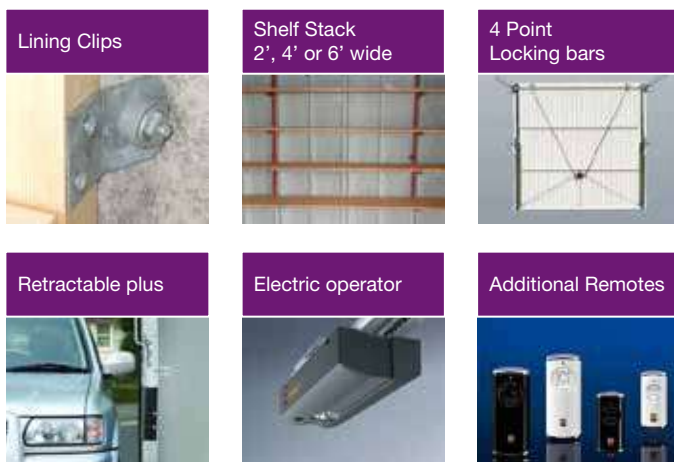 Lining Clips
Shelf Stack
2’, 4’ or 6’ wide
4 Point
Locking bars
Retractable plus
Electric operator
Additional Remotes